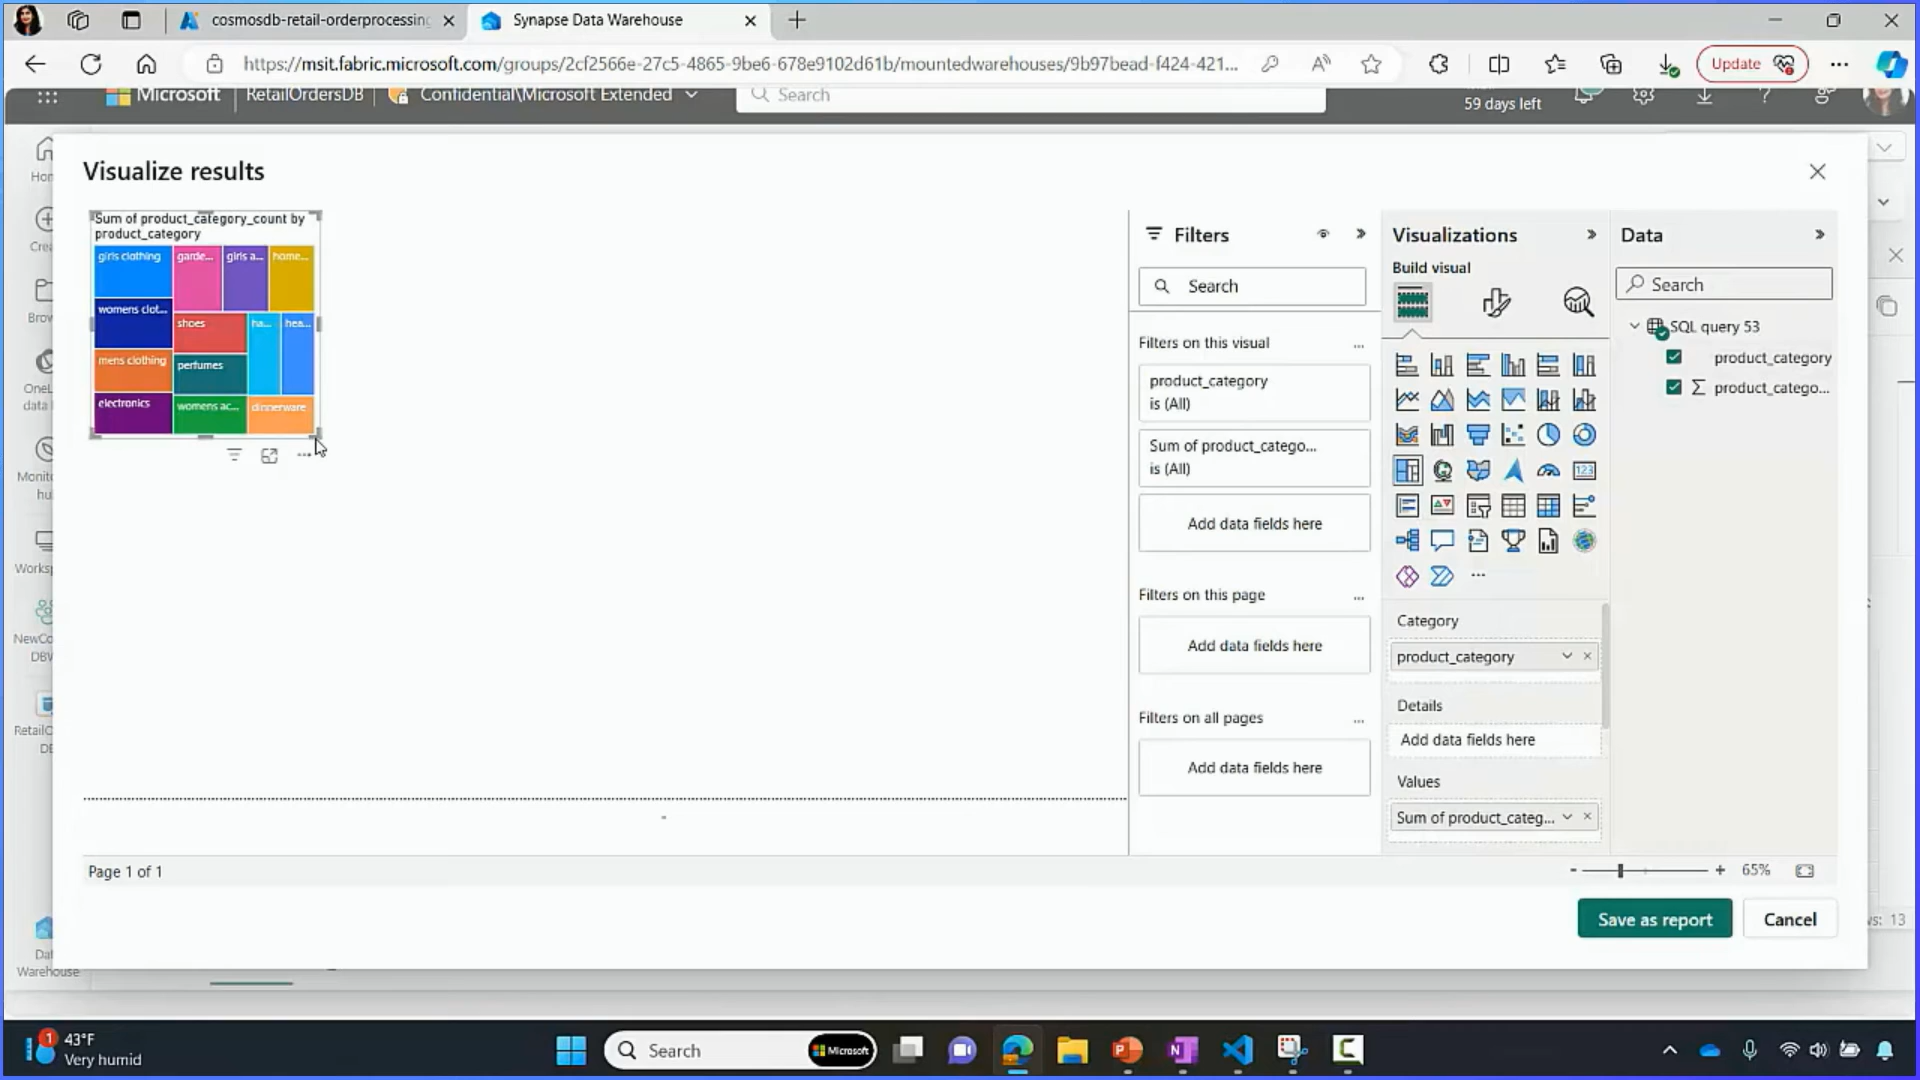 cosmosdb-retail-orderprocessing
Synapse Data Warehouse
https://msit.fabric.microsoft.com/groups/2cf2566e-27c5-4865-9be6-678e9102d61b/mountedwarehouses/9b97bead-f424-421...
Update
Microsoft
RetailOrdersDB
Confidential\Microsoft Extended
Search
59 days left
Visualize results
Sum of product_category_count by
product_category
girls clothing
garde...
girls a...
home...
womens clot...
shoes
ha...
hea...
mens clothing
perfumes
electronics
womens ac...
dinnerware
Page 1 of 1
Filters
Search
Filters on this visual
...
product_category
is (All)
Sum of product_catego...
is (All)
Add data fields here
Filters on this page
...
Add data fields here
Filters on all pages
...
Add data fields here
Visualizations
Build visual
123
...
Category
product_category
Details
Add data fields here
Values
Sum of product_categ...
Data
Search
SQL query 53
product_category
product_catego...
65%
Save as report
Cancel
Warehouse
13
1
43°F
Very humid
Search
Microsoft